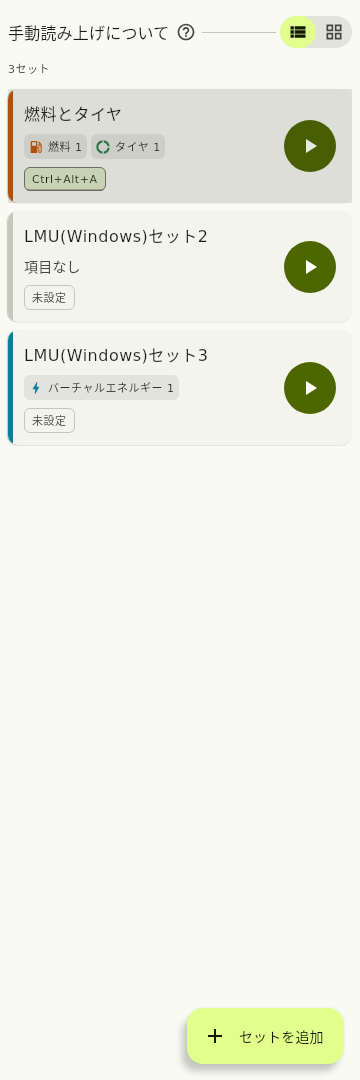 手動読み上げについて
3セット
燃料とタイヤ
燃料 1 タイヤ 1
Ctrl+Alt+A
LMU(Windows)セット2
項目なし
未設定
LMU(Windows)セット3
バーチャルエネルギー 1
未設定
セットを追加